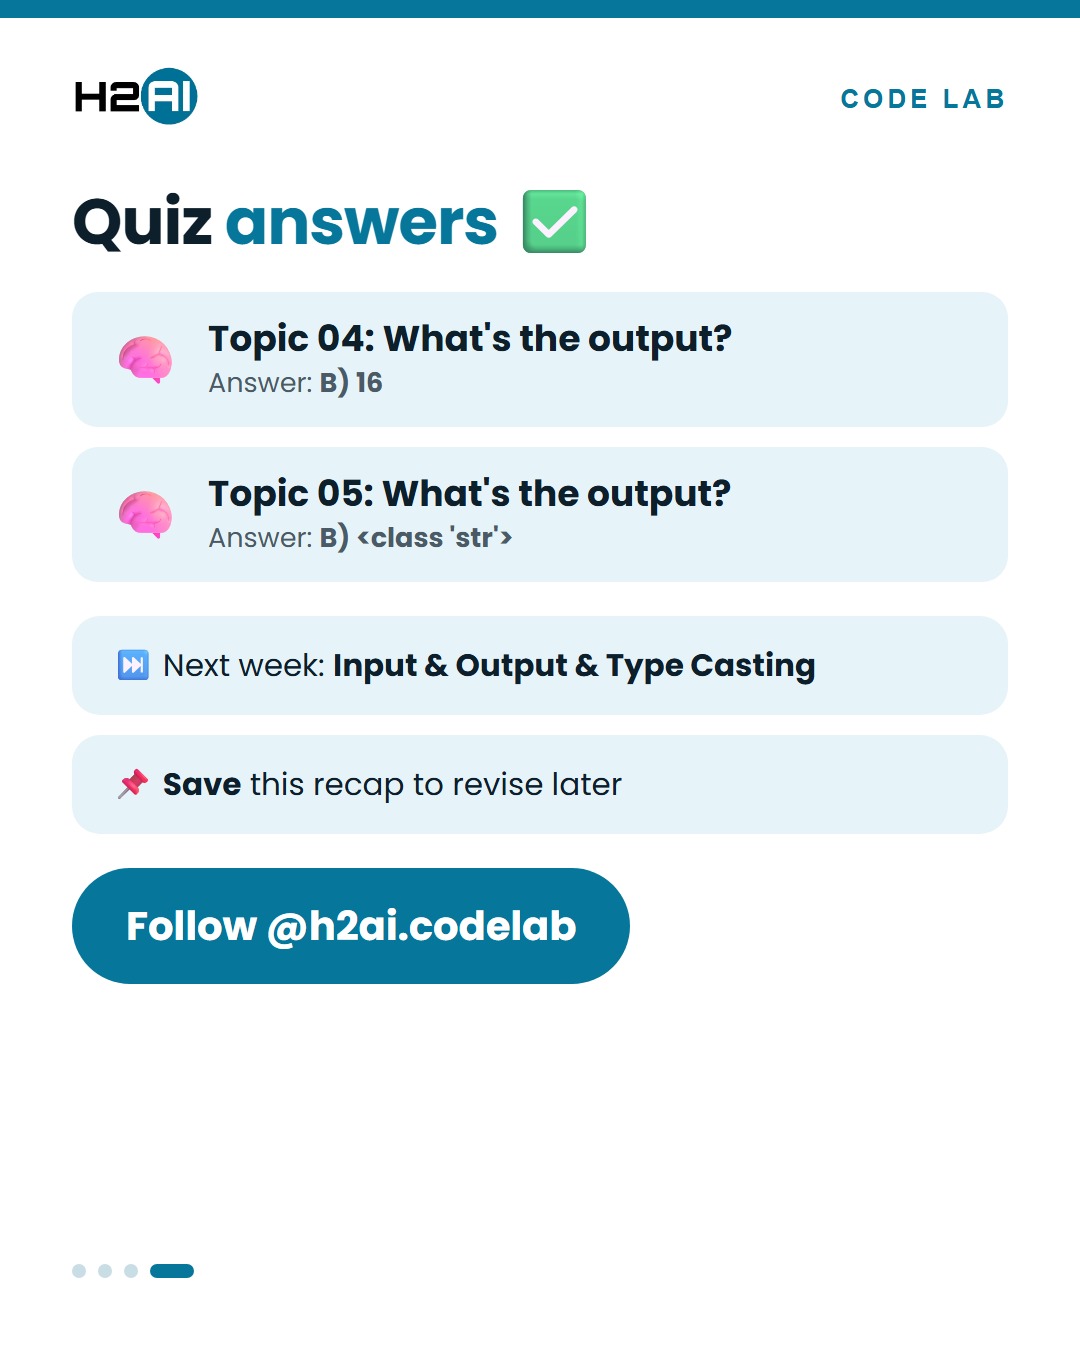 H2AI
CODE LAB
Quiz answers ✅
Topic 04: What's the output?
Answer: B) 16
Topic 05: What's the output?
Answer: B) <class 'str'>
⏭️ Next week: Input & Output & Type Casting
📌 Save this recap to revise later
Follow @h2ai.codelab